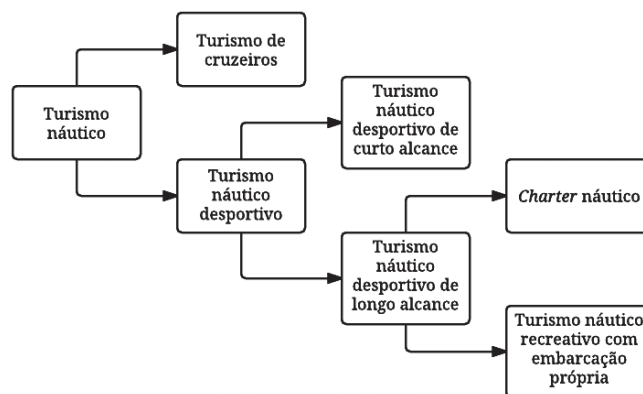 Turismo
náutico
Turismo de
cruzeiros
Turismo
náutico
desportivo
Turismo
náutico
desportivo de
curto alcance
Turismo
náutico
desportivo de
longo alcance
Charter náutico
Turismo náutico
recreativo com
embarcação
própria